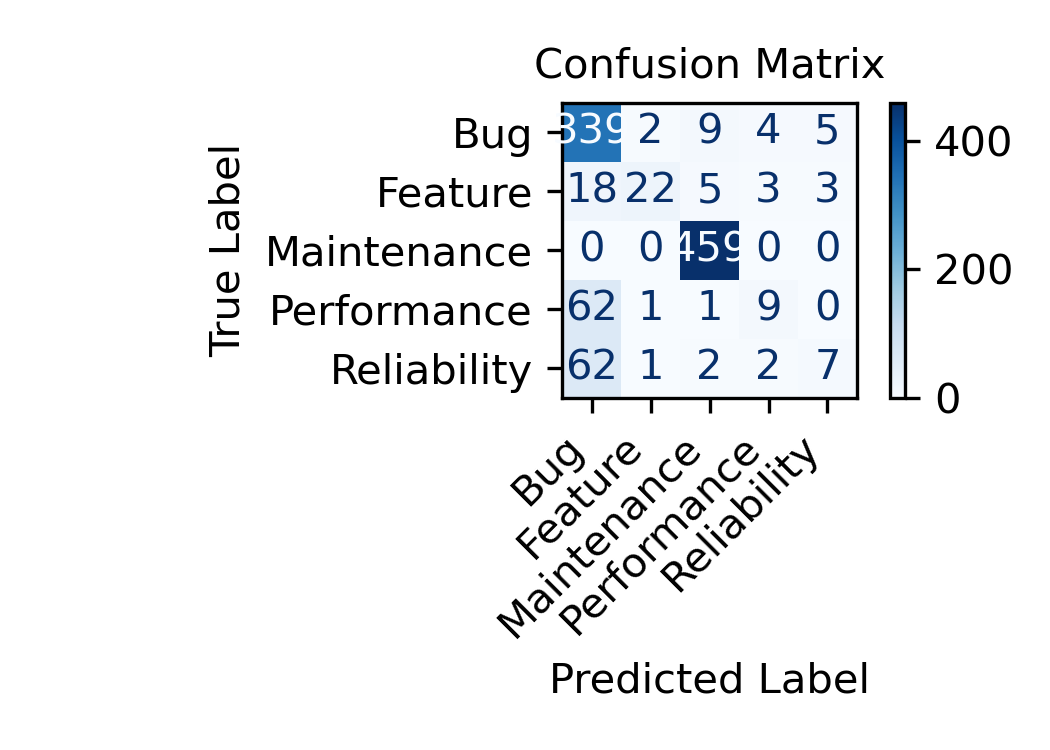 Confusion Matrix
True Label
Bug 339 2 9 4 5
Feature 18 22 5 3 3
Maintenance 0 0 459 0 0
Performance 62 1 1 9 0
Reliability 62 1 2 2 7
400
200
0
Bug
Feature
Maintenance
Performance
Reliability
Predicted Label